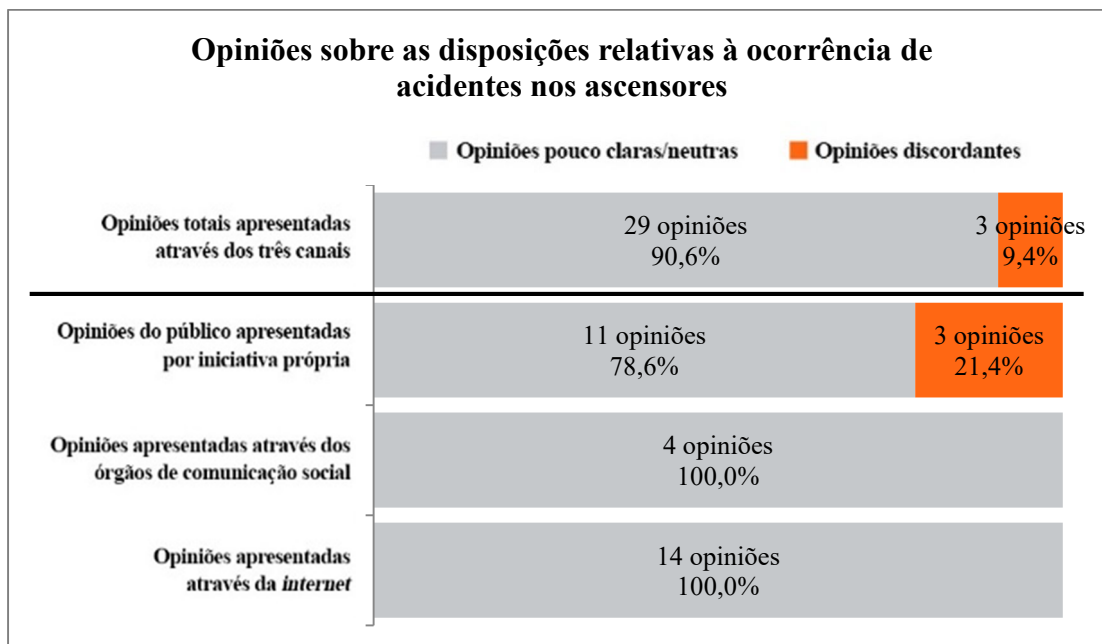 Opiniões sobre as disposições relativas à ocorrência de
acidentes nos ascensores
Opiniões pouco claras/neutras
Opiniões discordantes
Opiniões totais apresentadas
através dos três canais
29 opiniões
90,6%
3 opiniões
9,4%
Opiniões do público apresentadas
por iniciativa própria
11 opiniões
78,6%
3 opiniões
21,4%
Opiniões apresentadas através dos
órgãos de comunicação social
4 opiniões
100,0%
Opiniões apresentadas
através da internet
14 opiniões
100,0%